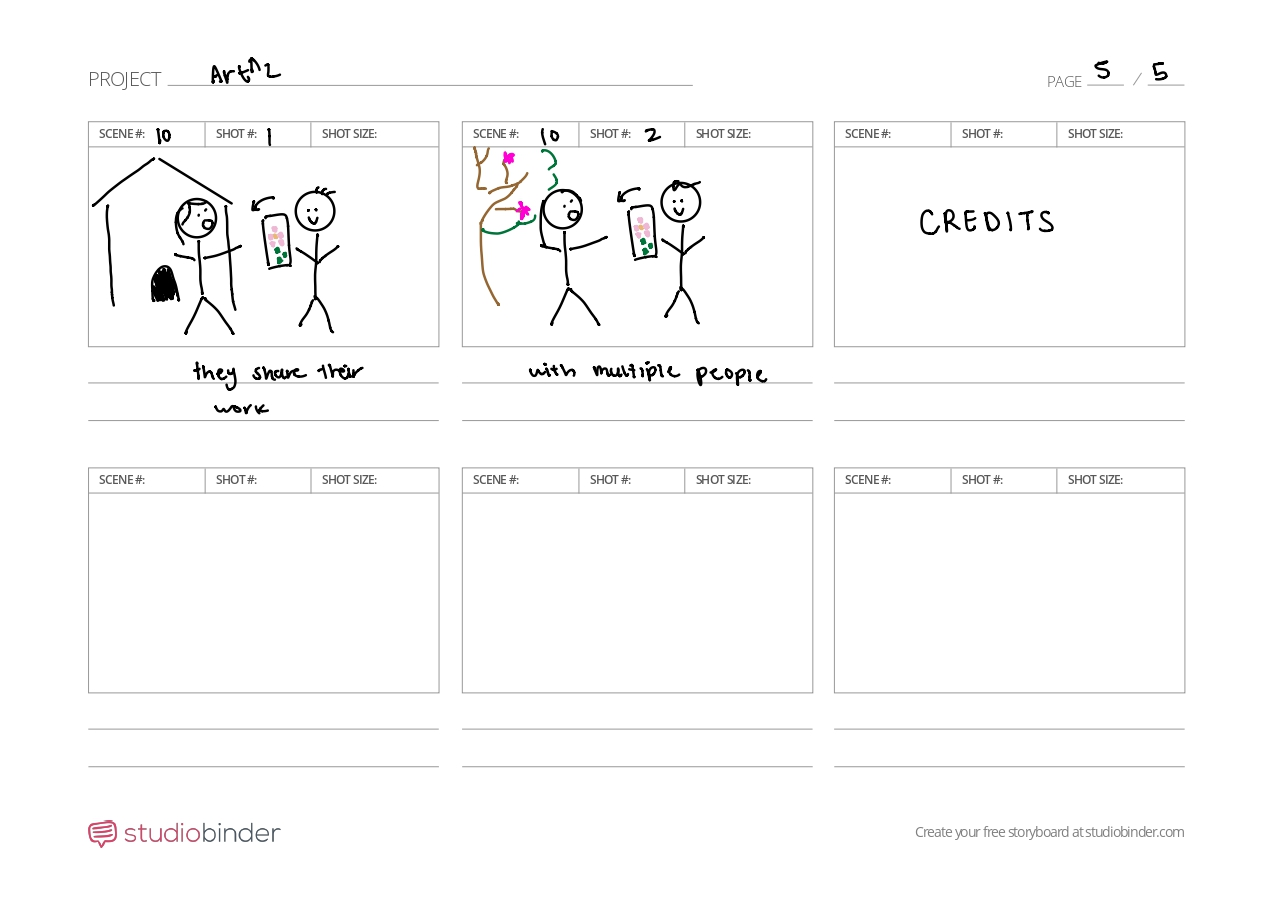 PROJECT Art^2
PAGE 5 / 5
SCENE #: 10 SHOT #: 1 SHOT SIZE:
SCENE #: 10 SHOT #: 2 SHOT SIZE:
SCENE #: SHOT #: SHOT SIZE:
CREDITS
they share their
work
with multiple people
SCENE #: SHOT #: SHOT SIZE:
SCENE #: SHOT #: SHOT SIZE:
SCENE #: SHOT #: SHOT SIZE:
studiobinder
Create your free storyboard at studiobinder.com